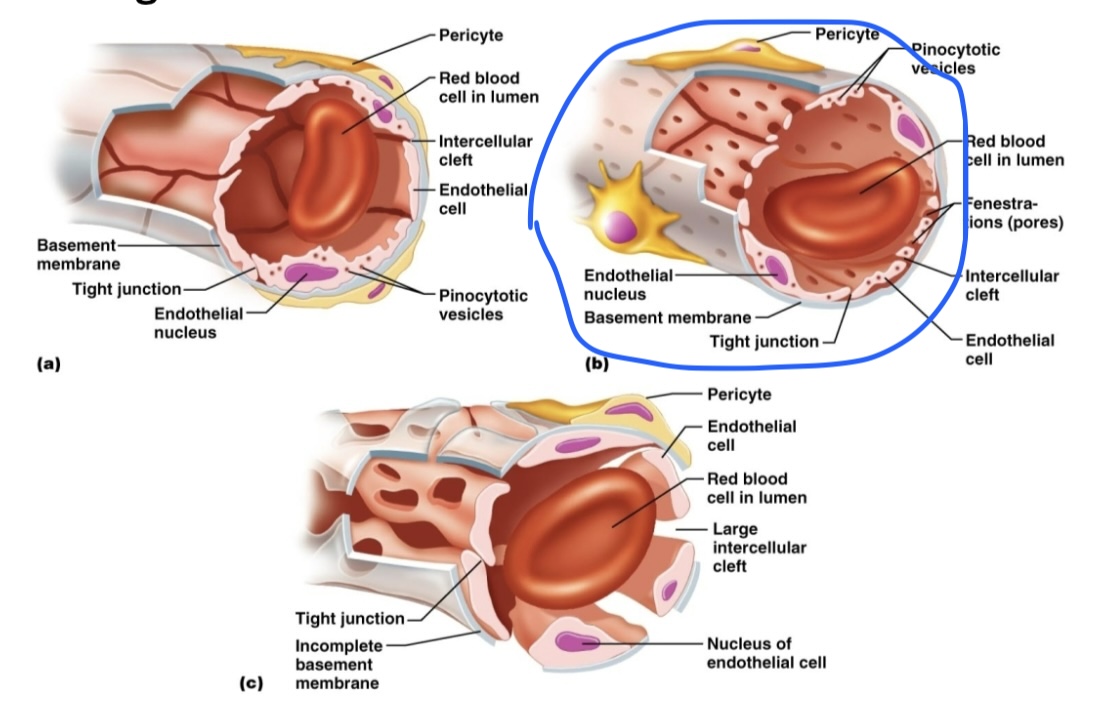 Pericyte
Red blood
cell in lumen
Intercellular
cleft
Endothelial
cell
Basement
membrane
Tight junction
Endothelial
nucleus
Pinocytotic
vesicles
(a)
Pericyte
Pinocytotic
vesicles
Red blood
cell in lumen
Fenestra-
tions (pores)
Intercellular
cleft
Endothelial
cell
Endothelial
nucleus
Basement membrane
Tight junction
(b)
Pericyte
Endothelial
cell
Red blood
cell in lumen
Large
intercellular
cleft
Tight junction
Incomplete
basement
membrane
Nucleus of
endothelial cell
(c)